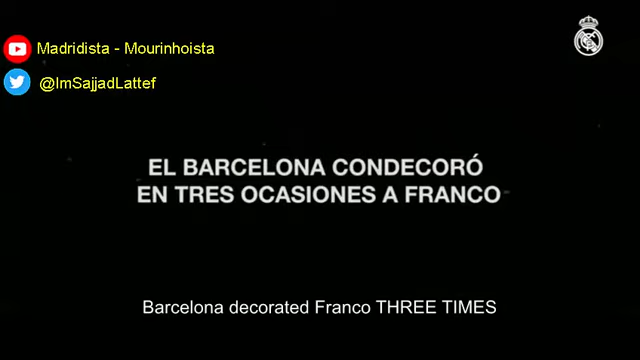 Madridista - Mourinhoista
@ImSajjadLattef
EL BARCELONA CONDECORÓ
EN TRES OCASIONES A FRANCO
Barcelona decorated Franco THREE TIMES